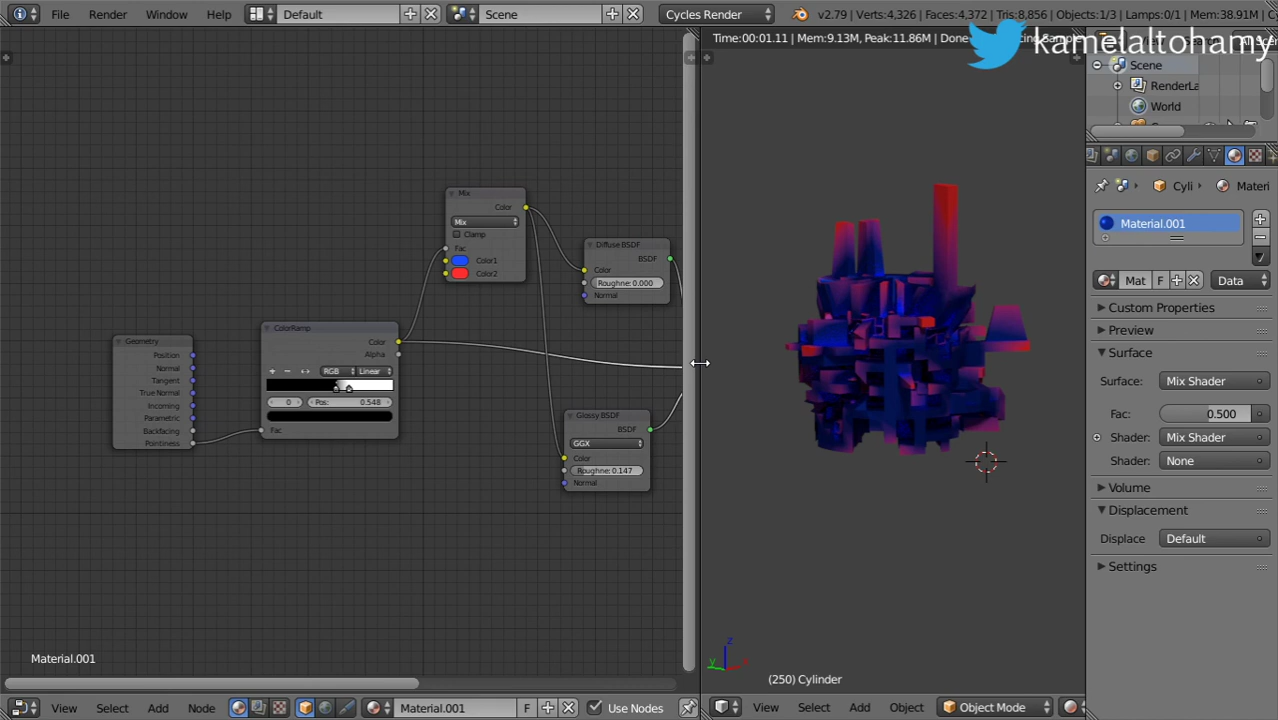 File Render Window Help Default Scene Cycles Render v2.79 | Verts:4,326 | Faces:4,372 | Tris:8,856 | Objects:1/3 | Lamps:0/1 | Mem:38.91M |
Time:00:01.11 | Mem:9.13M, Peak:11.86M | Done
kamelaltohamy
Scene
RenderLa
World
Cyli Materi
Material.001
Mat F Data
Custom Properties
Preview
Surface
Surface: Mix Shader
Fac: 0.500
Shader: Mix Shader
Shader: None
Volume
Displacement
Displace Default
Settings
Mix
Color
Mix
Clamp
Fac
Color1
Color2
Diffuse BSDF
BSDF
Color
Roughne: 0.000
Normal
Geometry
Position
Normal
Tangent
True Normal
Incoming
Parametric
Backfacing
Pointiness
ColorRamp
Color
Alpha
RGB Linear
0 Pos: 0.548
Fac
Glossy BSDF
BSDF
GGX
Color
Roughne: 0.147
Normal
Material.001
z
y
(250) Cylinder
View Select Add Node Material.001 F Use Nodes
View Select Add Object Object Mode